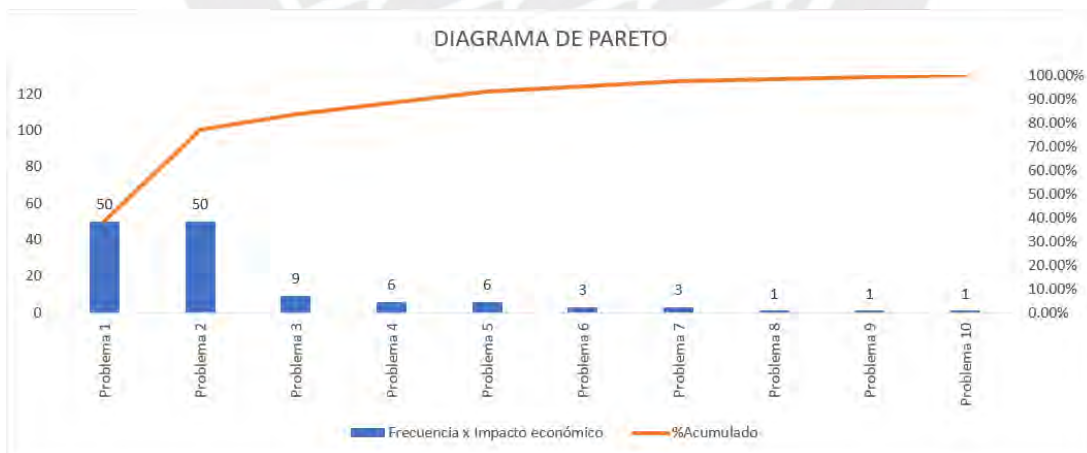 DIAGRAMA DE PARETO
120
100
80
60
40
20
0
100.00%
90.00%
80.00%
70.00%
60.00%
50.00%
40.00%
30.00%
20.00%
10.00%
0.00%
50
50
9
6
6
3
3
1
1
1
Problema 1
Problema 2
Problema 3
Problema 4
Problema 5
Problema 6
Problema 7
Problema 8
Problema 9
Problema 10
Frecuencia x Impacto económico
%Acumulado